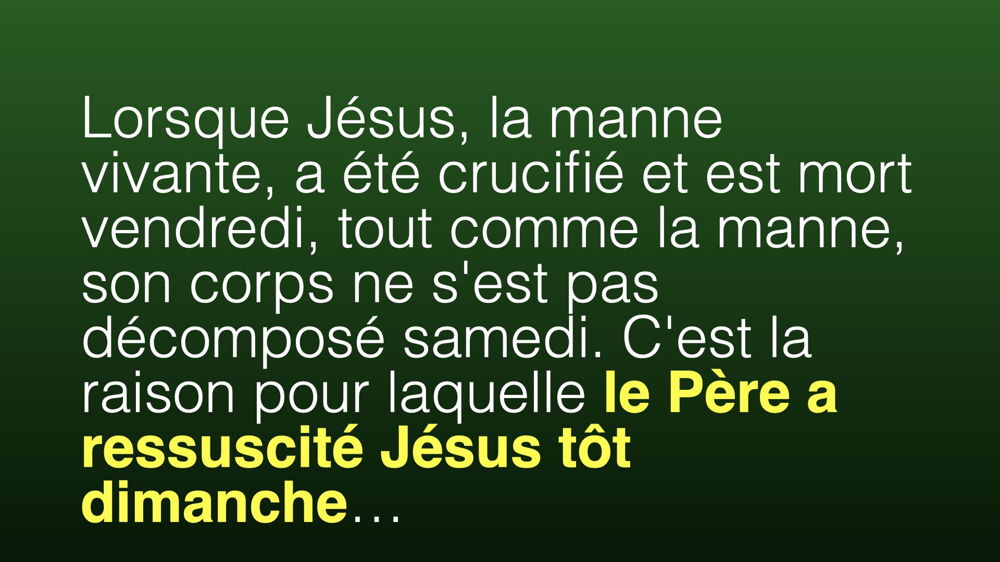 Lorsque Jésus, la manne
vivante, a été crucifié et est mort
vendredi, tout comme la manne,
son corps ne s'est pas
décomposé samedi. C'est la
raison pour laquelle le Père a
ressuscité Jésus tôt
dimanche…